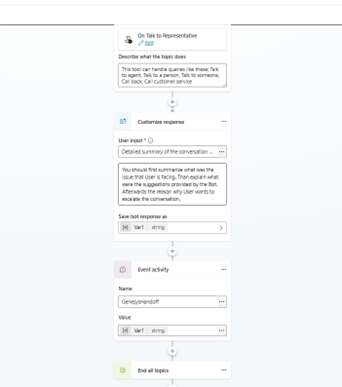 On Talk to Representative
Edit
Describe what the topic does
This tool can handle queries like these: Talk
to agent, Talk to a person, Talk to someone,
Call back, Call customer service
Customize response
User input * 
Detailed summary of the conversation ...
You should first summarize what was the
issue that User is facing. Than explain what
were the suggestions provided by the Bot.
Afterwards the reason why User wants to
escalate the conversation.
Save bot response as
{x} Var1 string
Event activity
Name
GenesysHandoff
Value
{x} Var1 string
End all topics